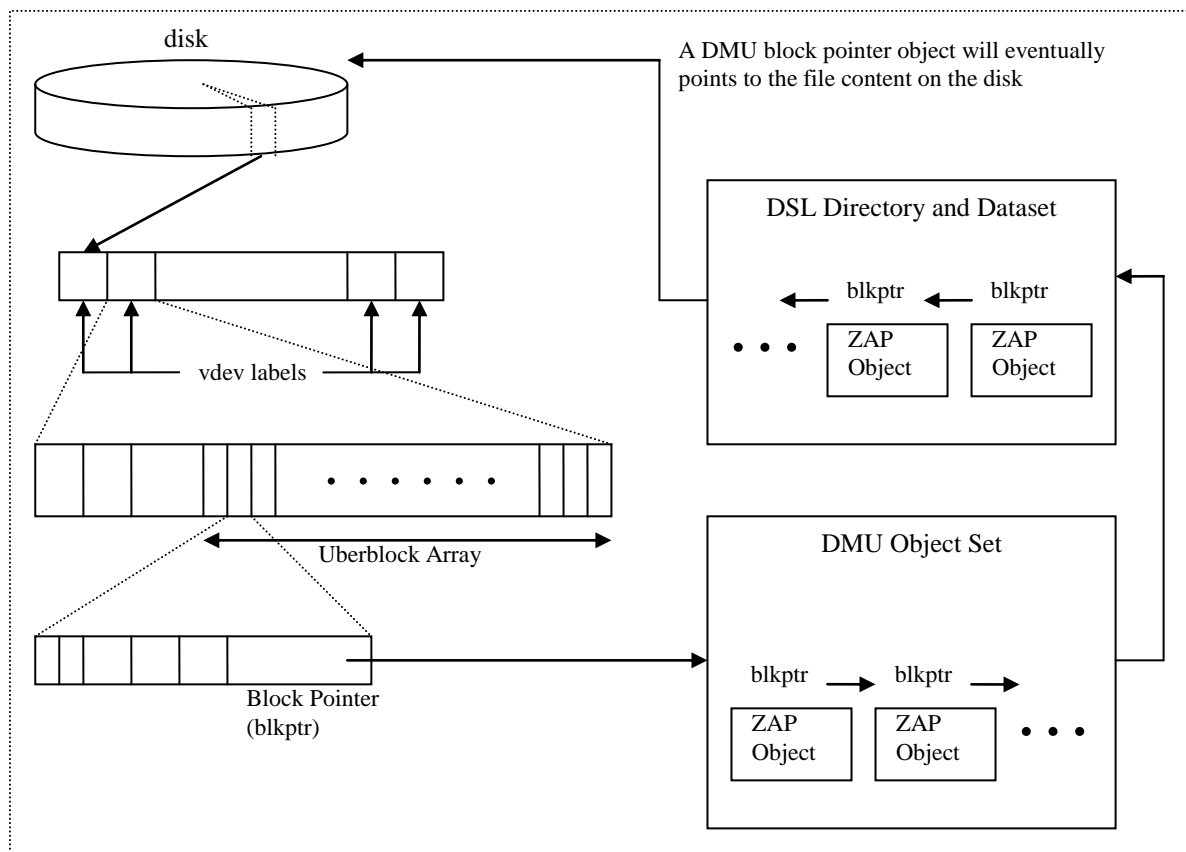 disk
A DMU block pointer object will eventually
points to the file content on the disk
DSL Directory and Dataset
blkptr
blkptr
ZAP
Object
ZAP
Object
vdev labels
Uberblock Array
DMU Object Set
Block Pointer
(blkptr)
blkptr
blkptr
ZAP
Object
ZAP
Object